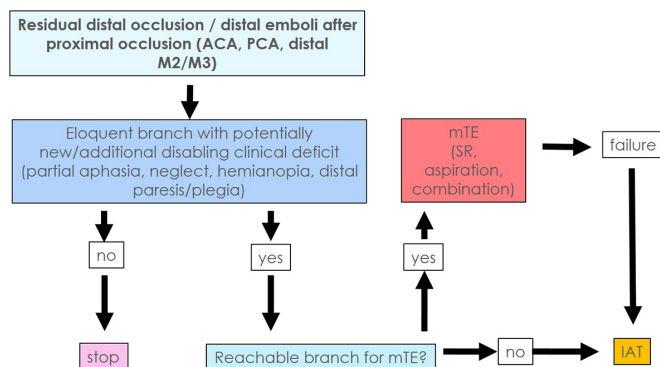 Residual distal occlusion / distal emboli after
proximal occlusion (ACA, PCA, distal
M2/M3)
Eloquent branch with potentially
new/additional disabling clinical deficit
(partial aphasia, neglect, hemianopia, distal
paresis/plegia)
mTE
(SR,
aspiration,
combination)
failure
no
yes
yes
stop
Reachable branch for mTE?
no
IAT